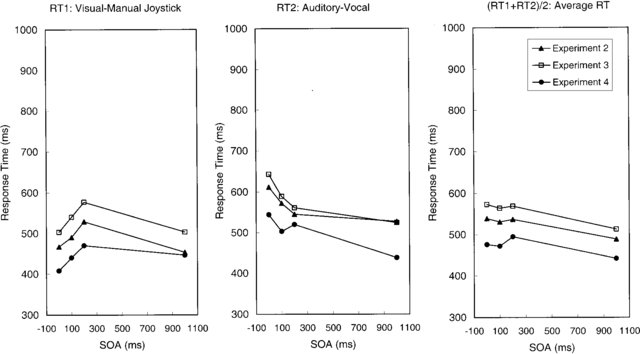 RT1: Visual-Manual Joystick
Response Time (ms)
1000
900
800
700
600
500
400
300
-100 100 300 500 700 900 1100
SOA (ms)
RT2: Auditory-Vocal
Response Time (ms)
1000
900
800
700
600
500
400
300
-100 100 300 500 700 900 1100
SOA (ms)
(RT1+RT2)/2: Average RT
Experiment 2
Experiment 3
Experiment 4
Response Time (ms)
1000
900
800
700
600
500
400
300
-100 100 300 500 700 900 1100
SOA (ms)